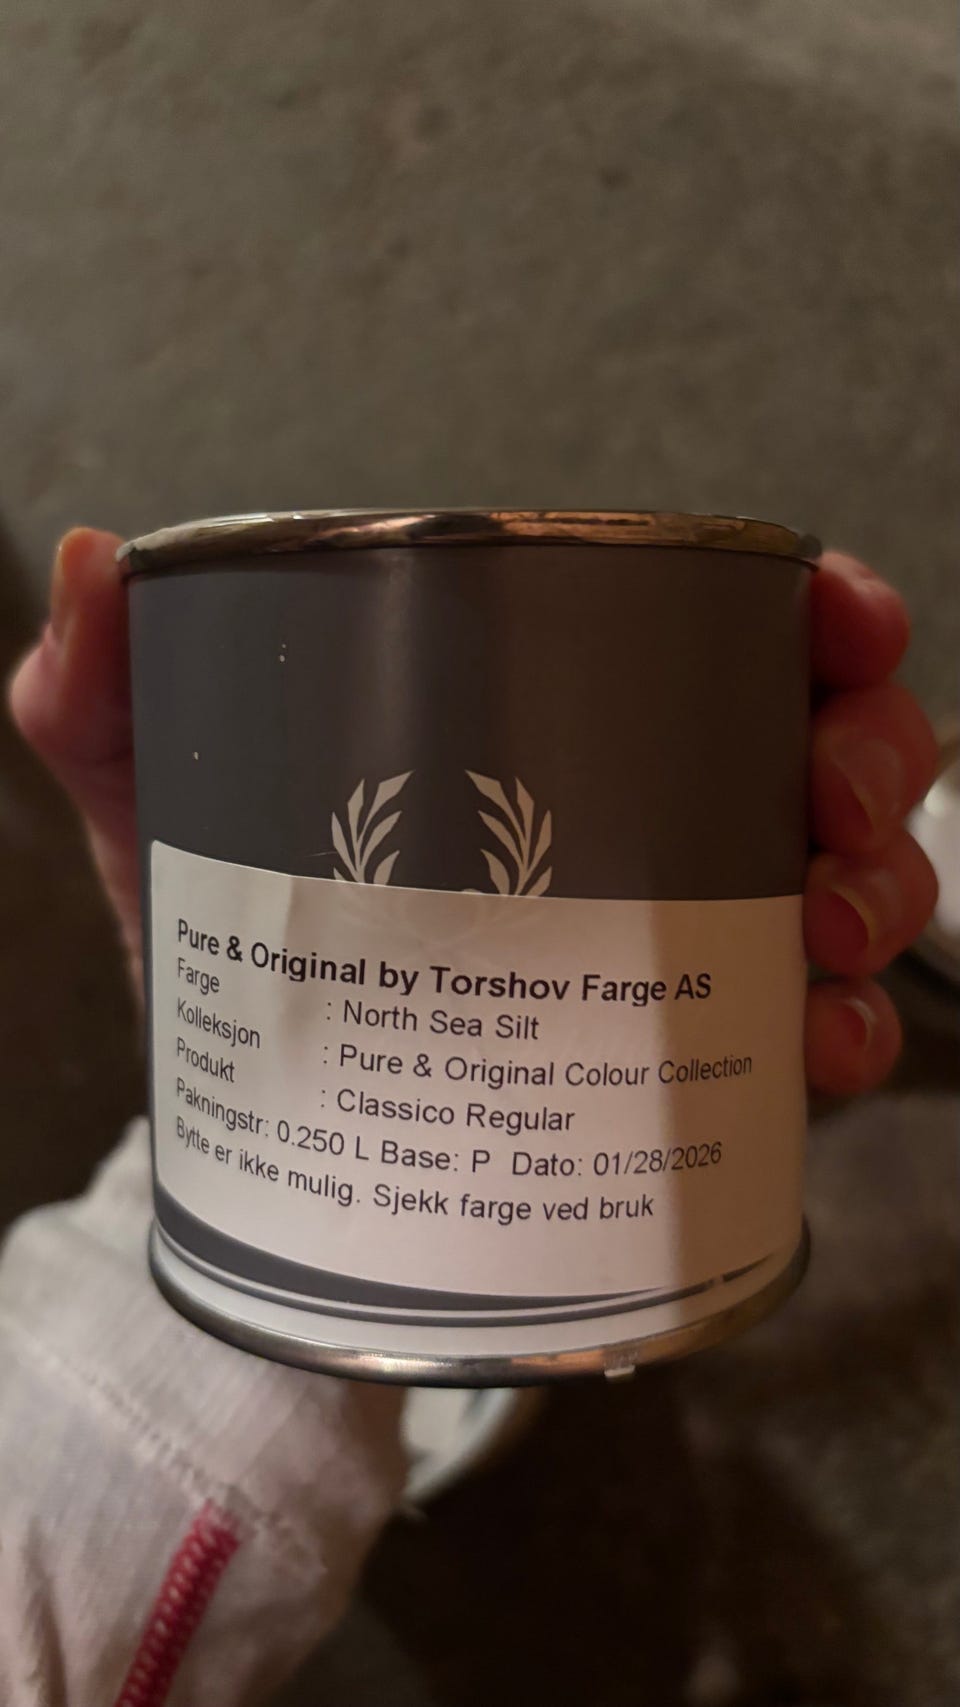 Pure & Original by Torshov Farge AS
Farge : North Sea Silt
Kolleksjon : Pure & Original Colour Collection
Produkt : Classico Regular
Pakningstr: 0.250 L Base: P Dato: 01/28/2026
Bytte er ikke mulig. Sjekk farge ved bruk